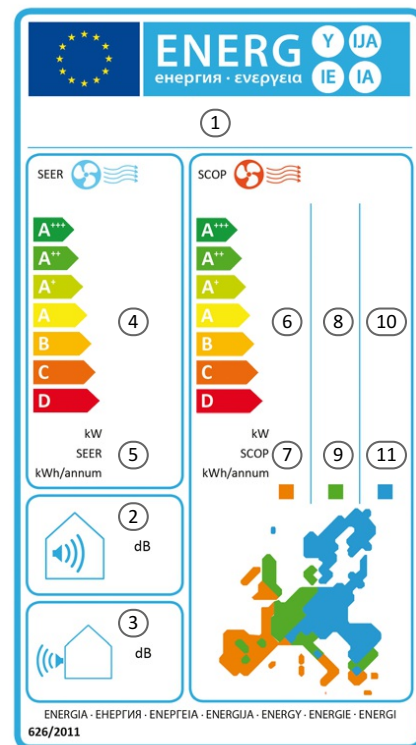 ENERG Y IJA
енергия · ενεργεια IE IA
1
SEER
A+++
A++
A+
A
B
C
D
4
kW
SEER
kWh/annum
5
SCOP
A+++
A++
A+
A
B
C
D
6 8 10
kW
SCOP
kWh/annum
7 9 11
2
dB
3
dB
ENERGIA · ЕНЕРГИЯ · ΕΝΕΡΓΕΙΑ · ENERGIJA · ENERGY · ENERGIE · ENERGI
626/2011